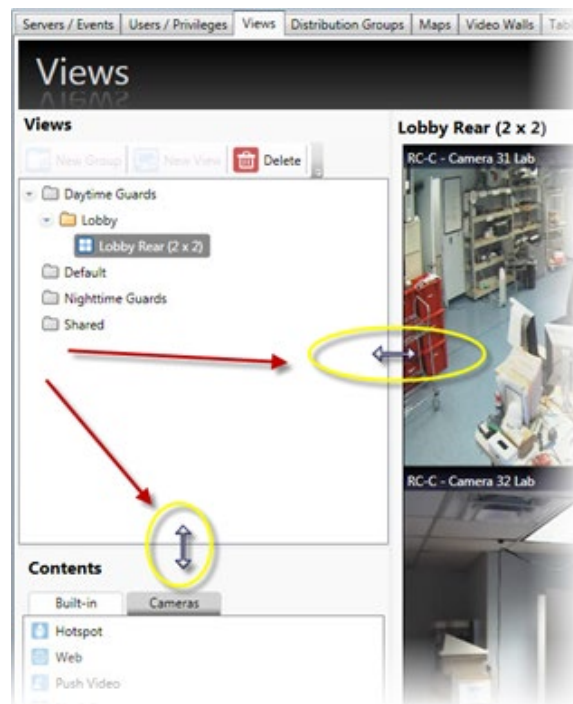 Servers / Events Users / Privileges Views Distribution Groups Maps Video Walls Tabl
Views
Views
New Group New View Delete
Daytime Guards
Lobby
Lobby Rear (2 x 2)
Default
Nighttime Guards
Shared
Lobby Rear (2 x 2)
RC-C - Camera 31 Lab
RC-C - Camera 32 Lab
Contents
Built-in Cameras
Hotspot
Web
Push Video